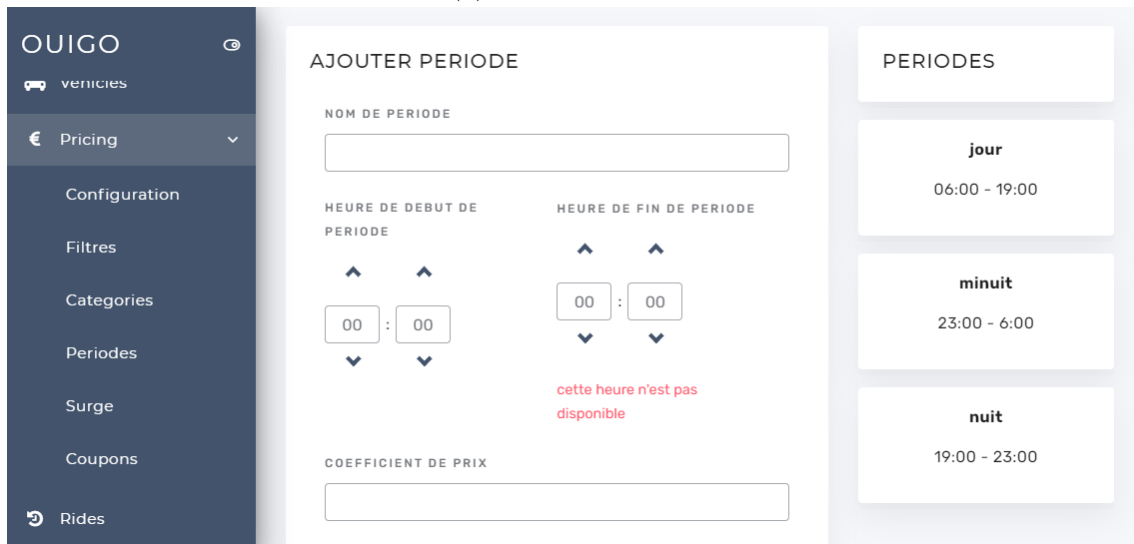 OUIGO
Vehicles
€ Pricing
Configuration
Filtres
Categories
Periodes
Surge
Coupons
Rides
AJOUTER PERIODE
NOM DE PERIODE
HEURE DE DEBUT DE
PERIODE
00 : 00
HEURE DE FIN DE PERIODE
00 : 00
cette heure n'est pas
disponible
COEFFICIENT DE PRIX
PERIODES
jour
06:00 - 19:00
minuit
23:00 - 6:00
nuit
19:00 - 23:00